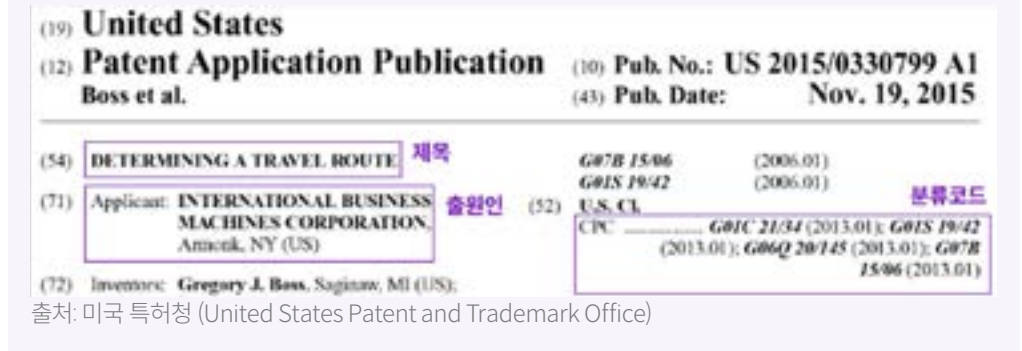 (19) United States
(12) Patent Application Publication (10) Pub. No.: US 2015/0330799 A1
Boss et al. (43) Pub. Date: Nov. 19, 2015
(54) DETERMINING A TRAVEL ROUTE 제목
(71) Applicant: INTERNATIONAL BUSINESS MACHINES CORPORATION, Armonk, NY (US) 출원인
(72) Inventors: Gregory J. Boss, Saginaw, MI (US);
G07B 15/06 (2006.01)
G01S 19/42 (2006.01)
(52) U.S. Cl. 분류코드
CPC .............. G01C 21/34 (2013.01); G01S 19/42
(2013.01); G06Q 20/145 (2013.01); G07B
15/06 (2013.01)
출처: 미국 특허청 (United States Patent and Trademark Office)